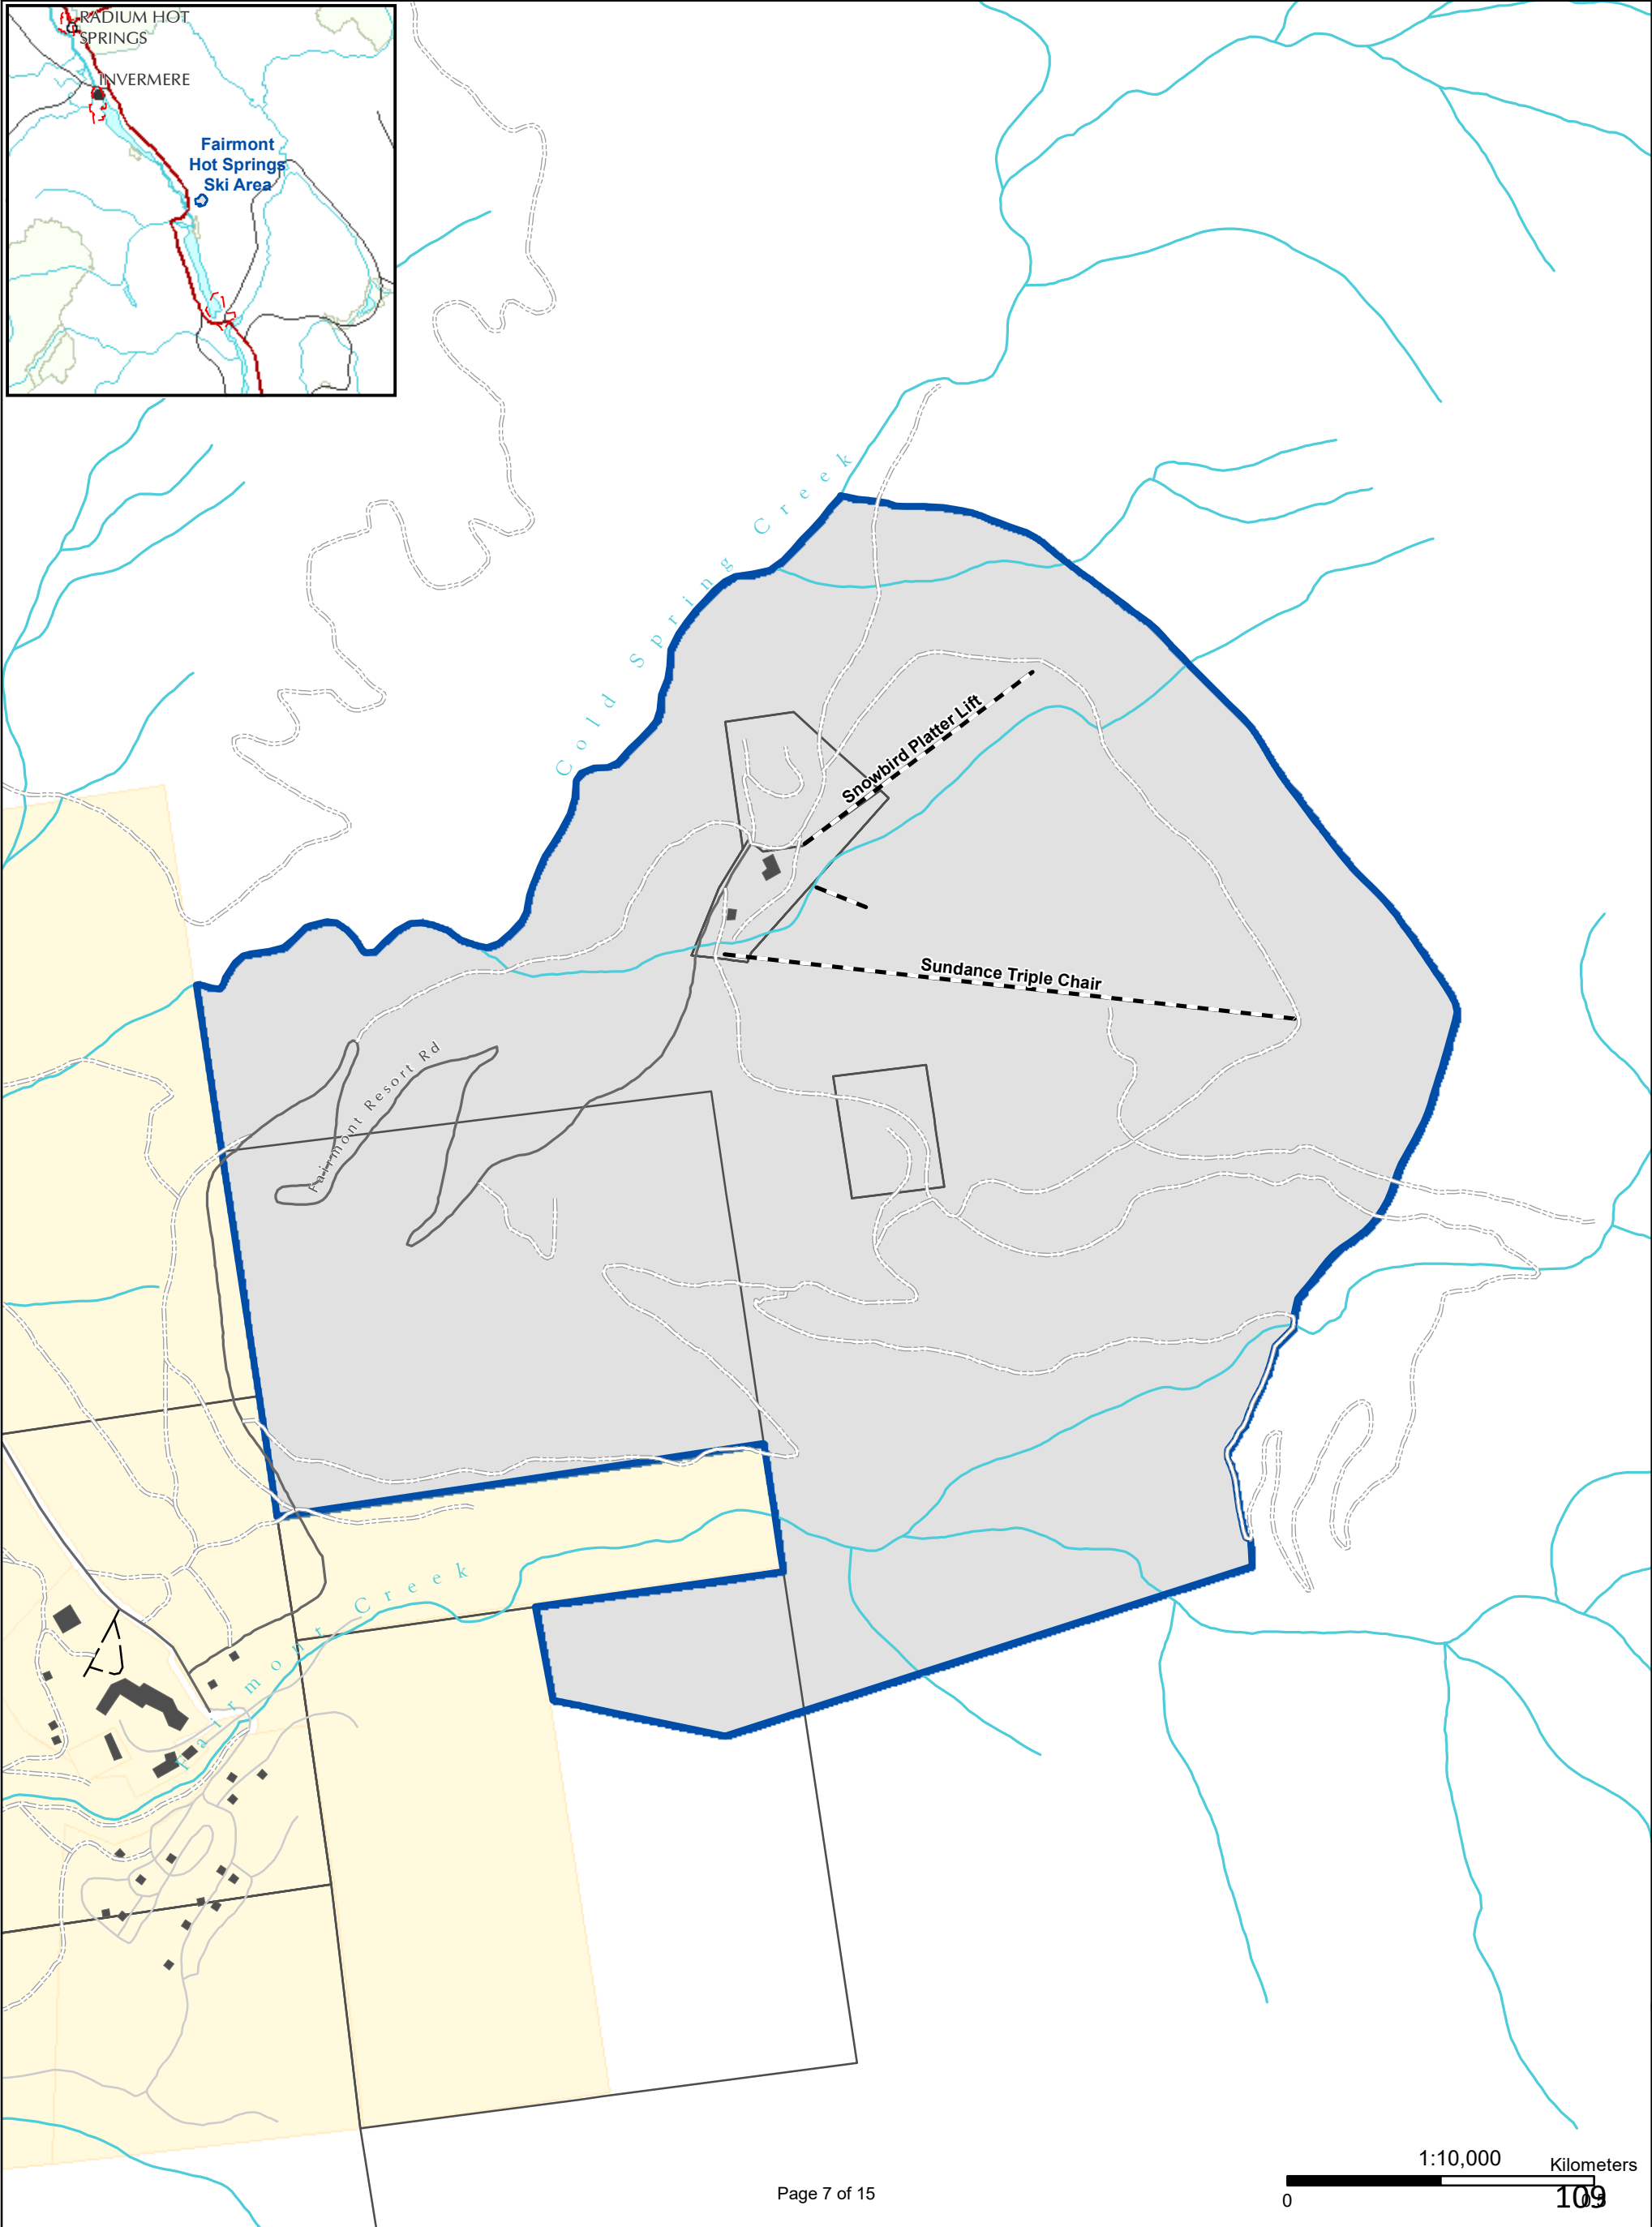 RADIUM HOT
SPRINGS
INVERMERE
Fairmont
Hot Springs
Ski Area
Cold Spring Creek
Snowbird Platter Lift
Sundance Triple Chair
Fairmont Resort Rd
Fairmont Creek
1:10,000
Kilometers
0
109
Page 7 of 15